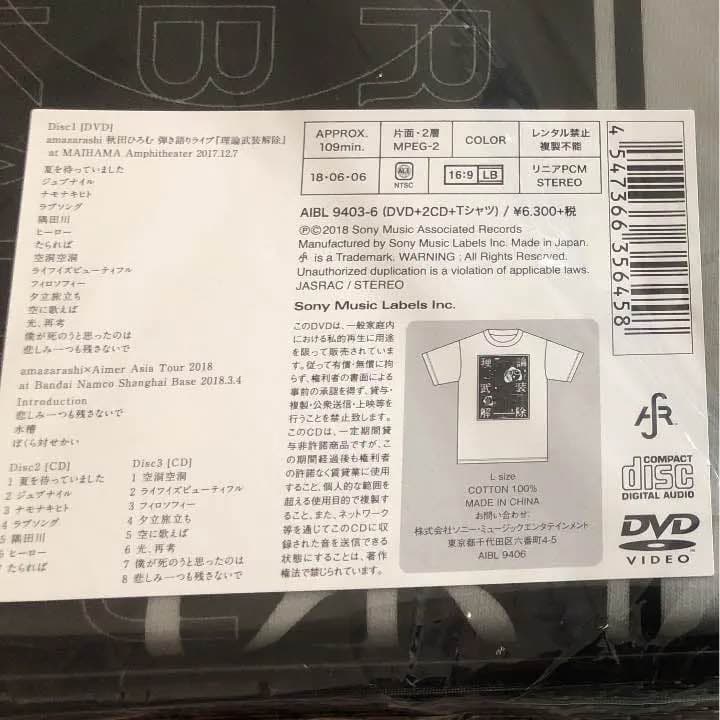 R
B
Disc1 [DVD]
amazarashi 秋田ひろむ 弾き語りライブ「理論武装解除」
at MAIHAMA Amphitheater 2017.12.7
夏を待っていました
ジュブナイル
ナモナキヒト
ラブソング
隅田川
ヒーロー
たられば
空洞空洞
ライフイズビューティフル
フィロソフィー
夕立旅立ち
空に歌えば
光、再考
僕が死のうと思ったのは
悲しみ一つも残さないで
amazarashi×Aimer Asia Tour 2018
at Bandai Namco Shanghai Base 2018.3.4
Introduction
悲しみ一つも残さないで
水槽
ぼくら対せかい
Disc2 [CD]
1 夏を待っていました
2 ジュブナイル
3 ナモナキヒト
4 ラブソング
5 隅田川
6 ヒーロー
7 たられば
Disc3 [CD]
1 空洞空洞
2 ライフイズビューティフル
3 フィロソフィー
4 夕立旅立ち
5 空に歌えば
6 光、再考
7 僕が死のうと思ったのは
8 悲しみ一つも残さないで
APPROX. 109min.
片面・2層 MPEG-2
COLOR
レンタル禁止 複製不能
18・06・06
ALL NTSC
16:9 LB
リニアPCM STEREO
AIBL 9403-6 (DVD+2CD+Tシャツ) / ¥6.300+税
ⓅⒸ2018 Sony Music Associated Records
Manufactured by Sony Music Labels Inc. Made in Japan.
is a Trademark. WARNING : All Rights Reserved.
Unauthorized duplication is a violation of applicable laws.
JASRAC / STEREO
Sony Music Labels Inc.
このDVDは、一般家庭内
における私的再生に用途
を限って販売されていま
す。従って有償・無償に拘
らず、権利者の書面による
事前の承認を得ず、貸与・
複製・公衆送信・上映等を
行うことを禁止致します。
このCDは、一定期間貸
与非許諾商品ですが、こ
の期間経過後も権利者
の許諾なく賃貸業に使用
すること、個人的な範囲を
超える使用目的で複製す
ること、また、ネットワーク
等を通じてこのCDに収
録された音を送信できる
状態にすることは、著作
権法で禁じられています。
理論武装解除
L size
COTTON 100%
MADE IN CHINA
お問い合わせ:
株式会社ソニー・ミュージックエンタテインメント
東京都千代田区六番町4-5
AIBL 9406
4 547366 356458
COMPACT
disc
DIGITAL AUDIO
DVD
VIDEO